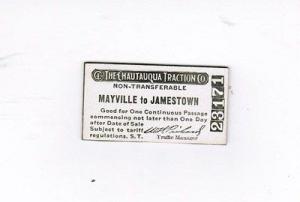 THE CHAUTAUQUA TRACTION CO.
NON-TRANSFERABLE
MAYVILLE to JAMESTOWN
Good for One Continuous Passage
commencing not later than One Day
after Date of Sale
Subject to tariff
regulations. S. T.
Traffic Manager
23171